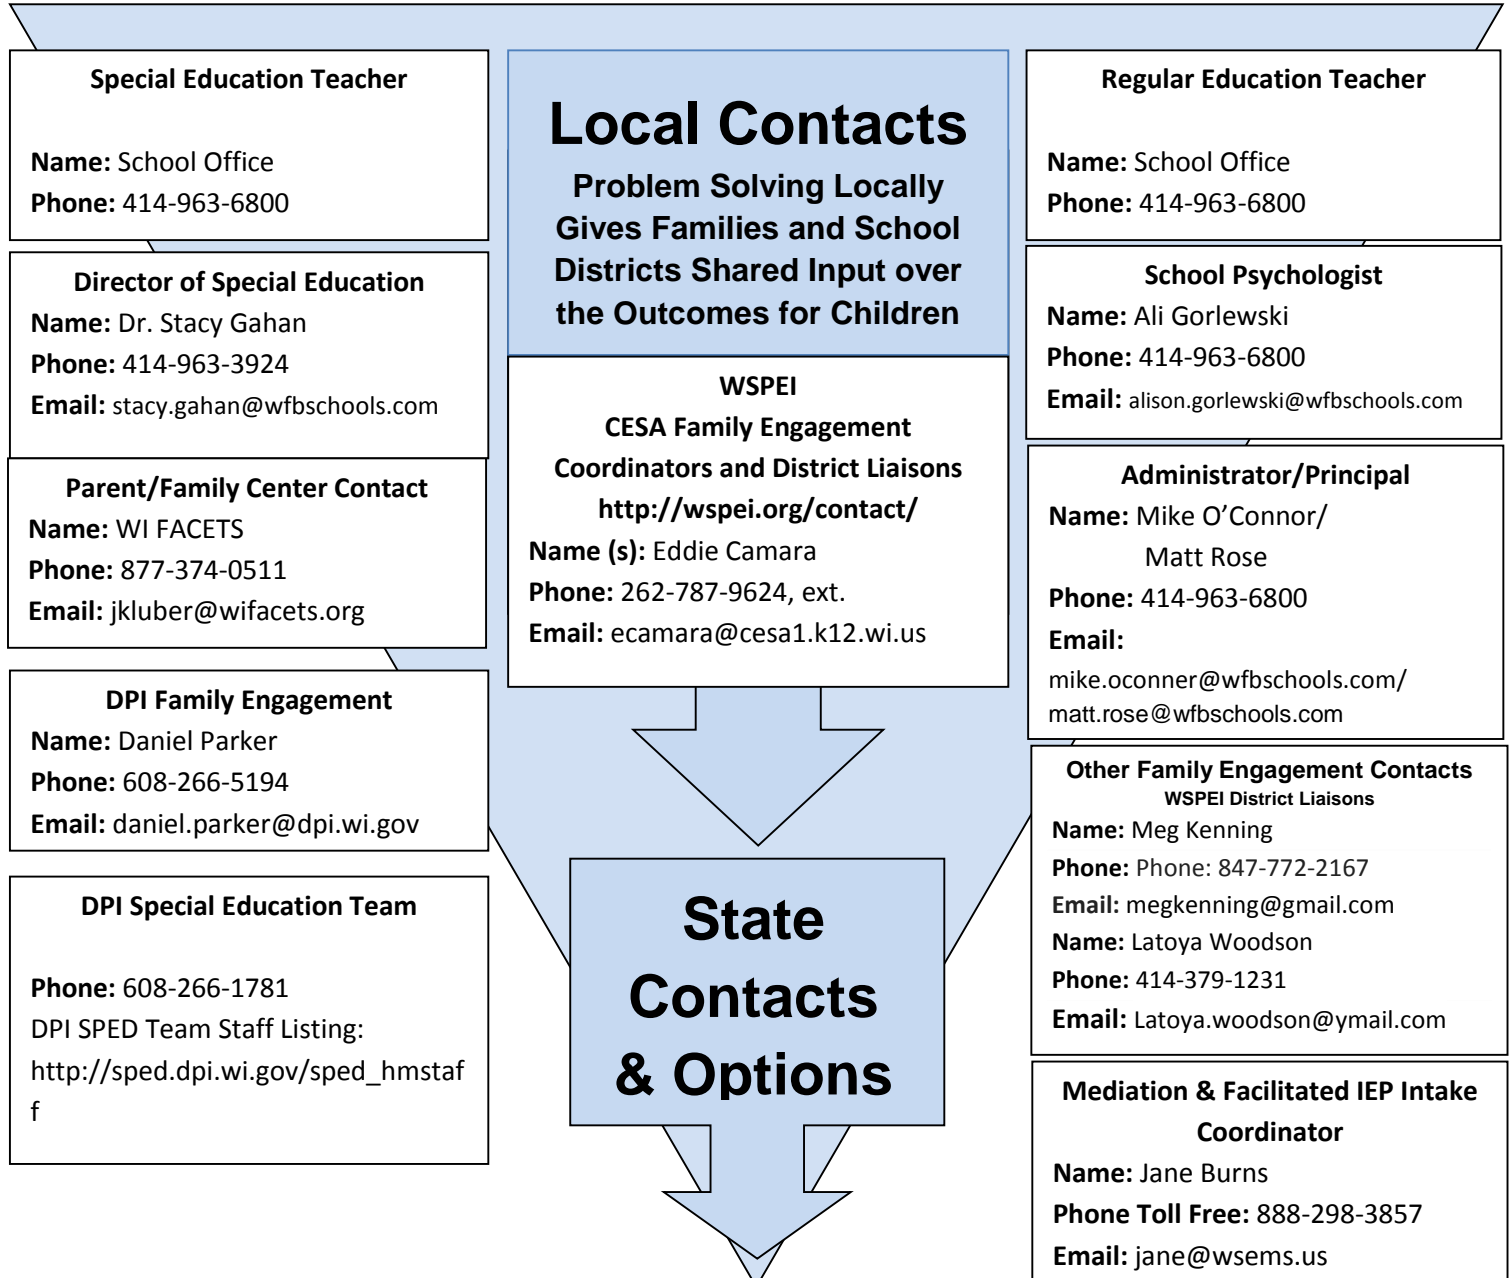 Special Education Teacher
Name: School Office
Phone: 414-963-6800
Director of Special Education
Name: Dr. Stacy Gahan
Phone: 414-963-3924
Email: stacy.gahan@wfbschools.com
Parent/Family Center Contact
Name: WI FACETS
Phone: 877-374-0511
Email: jkluber@wifacets.org
DPI Family Engagement
Name: Daniel Parker
Phone: 608-266-5194
Email: daniel.parker@dpi.wi.gov
DPI Special Education Team
Phone: 608-266-1781
DPI SPED Team Staff Listing:
http://sped.dpi.wi.gov/sped_hmstaf
f
Local Contacts
Problem Solving Locally
Gives Families and School
Districts Shared Input over
the Outcomes for Children
WSPEI
CESA Family Engagement
Coordinators and District Liaisons
http://wspei.org/contact/
Name (s): Eddie Camara
Phone: 262-787-9624, ext.
Email: ecamara@cesa1.k12.wi.us
State
Contacts
& Options
Regular Education Teacher
Name: School Office
Phone: 414-963-6800
School Psychologist
Name: Ali Gorlewski
Phone: 414-963-6800
Email: alison.gorlewski@wfbschools.com
Administrator/Principal
Name: Mike O’Connor/
Matt Rose
Phone: 414-963-6800
Email:
mike.oconner@wfbschools.com/
matt.rose@wfbschools.com
Other Family Engagement Contacts
WSPEI District Liaisons
Name: Meg Kenning
Phone: Phone: 847-772-2167
Email: megkenning@gmail.com
Name: Latoya Woodson
Phone: 414-379-1231
Email: Latoya.woodson@ymail.com
Mediation & Facilitated IEP Intake
Coordinator
Name: Jane Burns
Phone Toll Free: 888-298-3857
Email: jane@wsems.us